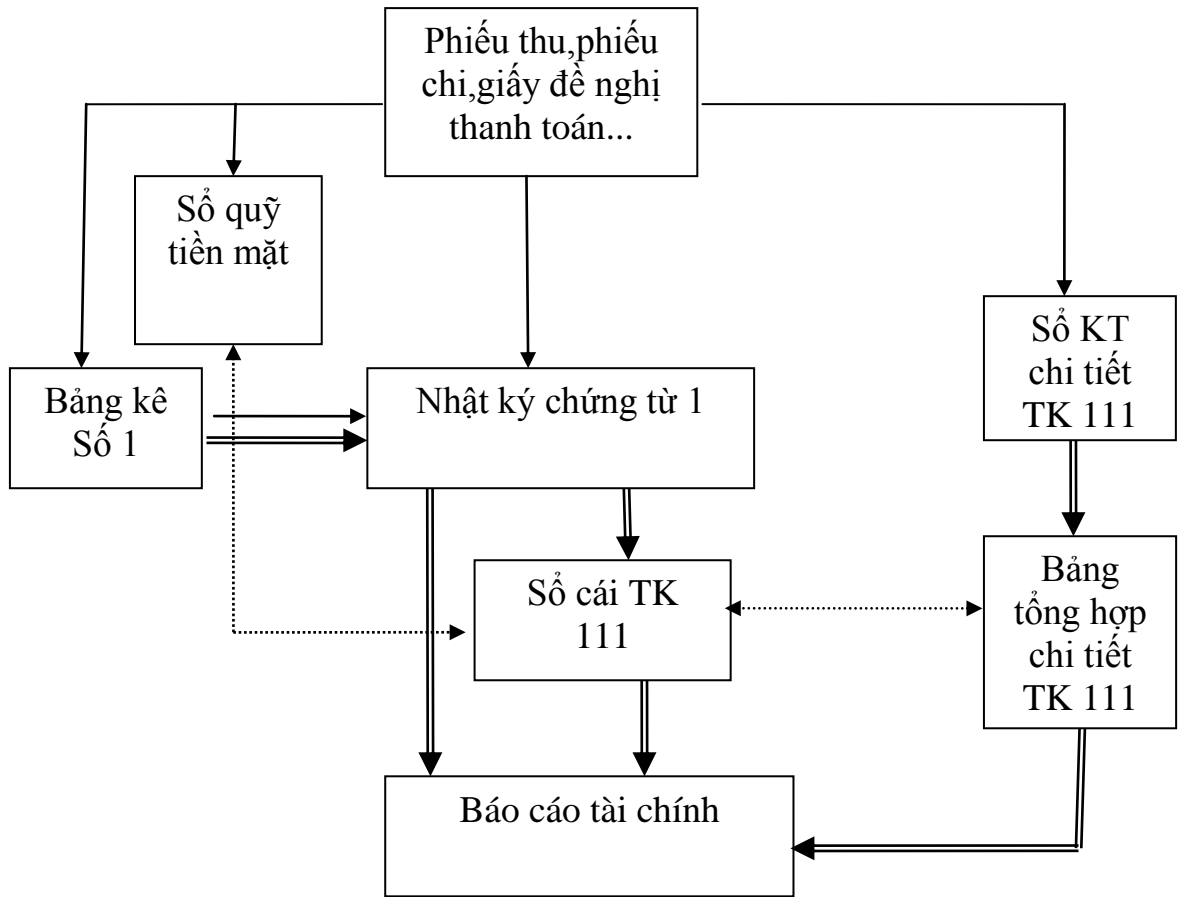 Phiếu thu,phiếu
chi,giấy đề nghị
thanh toán...
Sổ quỹ
tiền mặt
Bảng kê
Số 1
Nhật ký chứng từ 1
Sổ KT
chi tiết
TK 111
Sổ cái TK
111
Bảng
tổng hợp
chi tiết
TK 111
Báo cáo tài chính